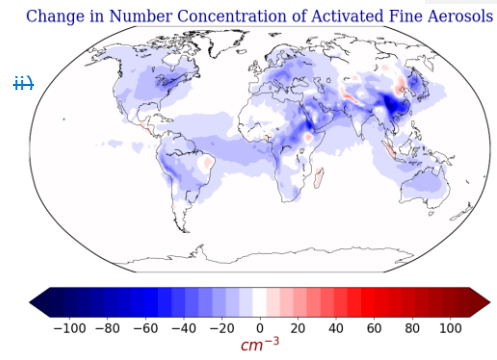 Change in Number Concentration of Activated Fine Aerosols
ii)
−100 −80 −60 −40 −20 0 20 40 60 80 100
cm⁻³